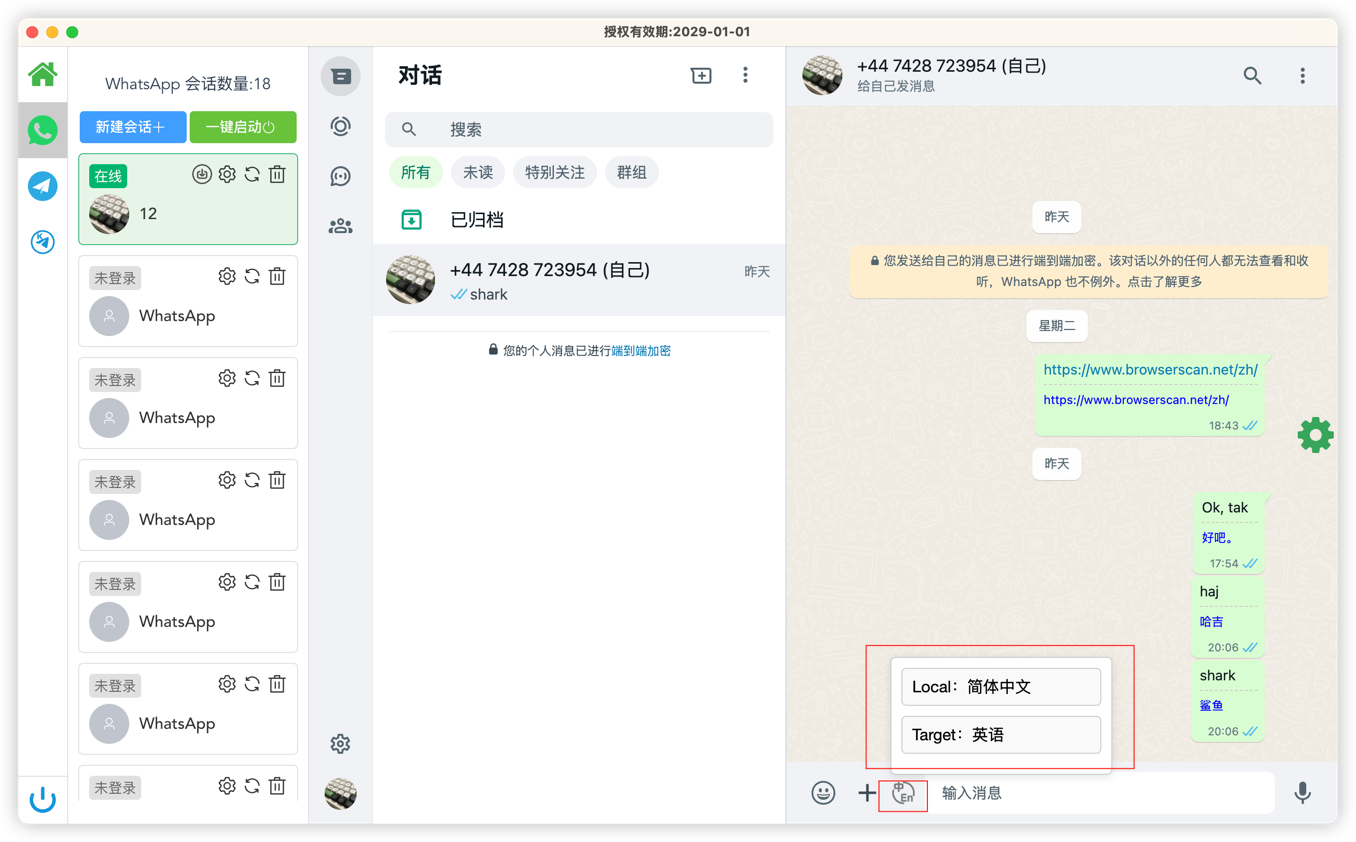 授权有效期:2029-01-01
WhatsApp 会话数量:18
新建会话＋
一键启动
在线
12
未登录
WhatsApp
未登录
WhatsApp
未登录
WhatsApp
未登录
WhatsApp
未登录
WhatsApp
未登录
对话
搜索
所有
未读
特别关注
群组
已归档
+44 7428 723954 (自己)
昨天
shark
您的个人消息已进行端到端加密
+44 7428 723954 (自己)
给自己发消息
昨天
您发送给自己的消息已进行端到端加密。该对话以外的任何人都无法查看和收
听，WhatsApp 也不例外。点击了解更多
星期二
https://www.browserscan.net/zh/
https://www.browserscan.net/zh/
18:43
昨天
Ok, tak
好吧。
17:54
haj
哈吉
20:06
shark
鲨鱼
20:06
Local：简体中文
Target：英语
中
En
输入消息